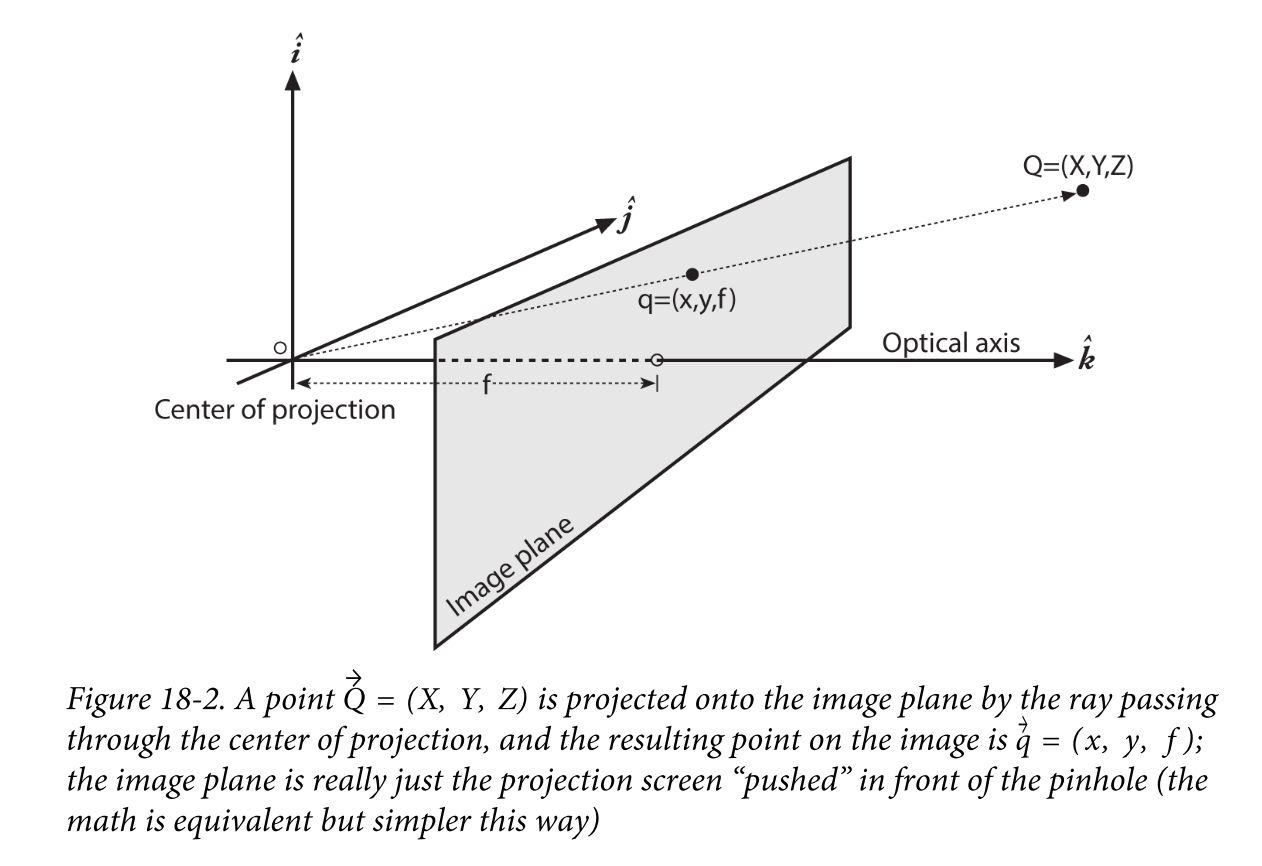 î
Q=(X,Y,Z)
ĵ
q=(x,y,f)
O
Optical axis
k̂
f
Center of projection
Image plane
Figure 18-2. A point Q⃗ = (X, Y, Z) is projected onto the image plane by the ray passing
through the center of projection, and the resulting point on the image is q⃗ = (x, y, f);
the image plane is really just the projection screen “pushed” in front of the pinhole (the
math is equivalent but simpler this way)